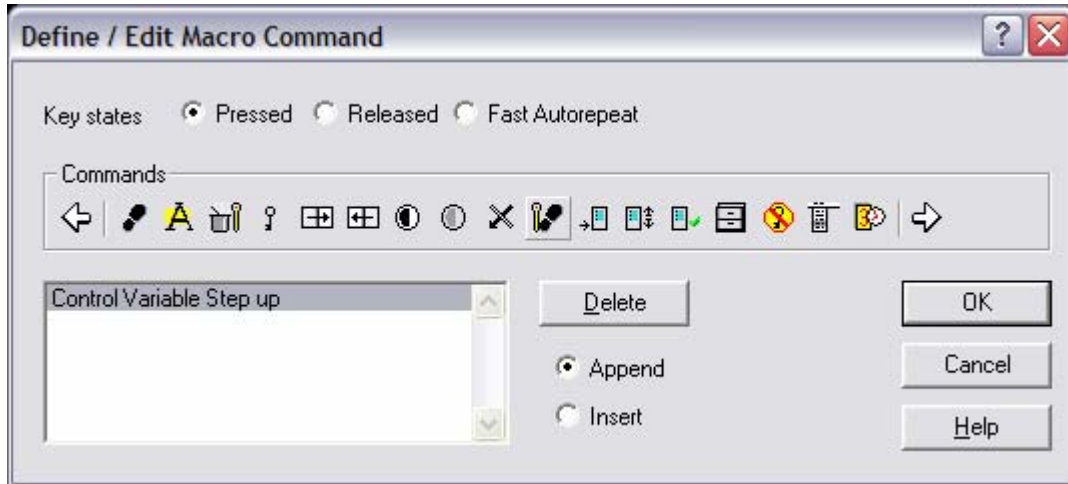 Define / Edit Macro Command
Key states Pressed Released Fast Autorepeat
Commands
Control Variable Step up
Delete
Append
Insert
OK
Cancel
Help